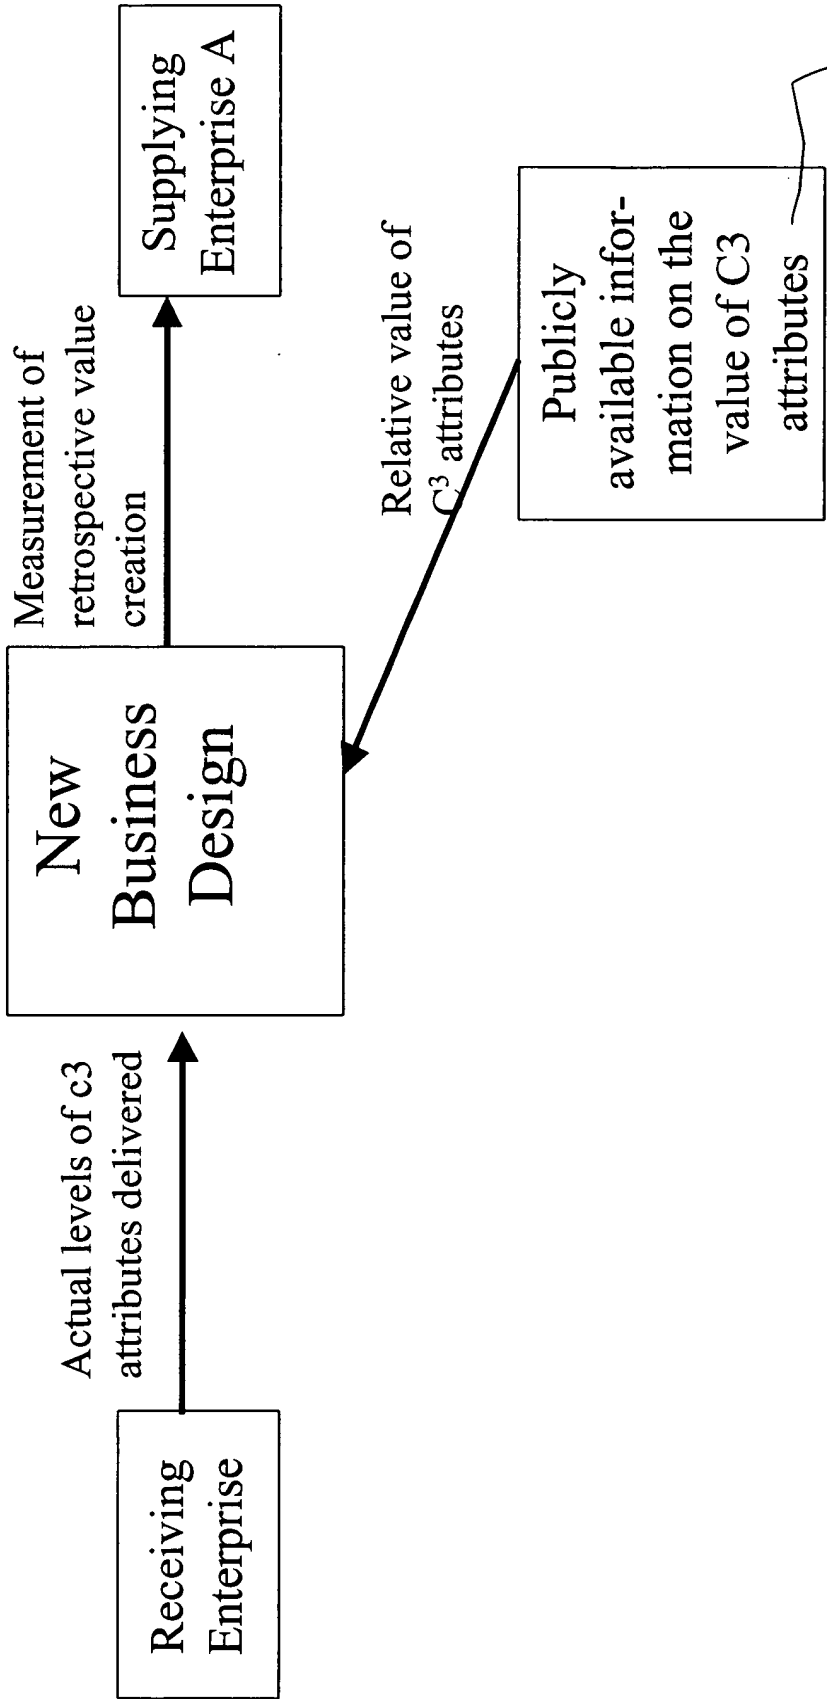 Receiving
Enterprise
Actual levels of c3
attributes delivered
New
Business
Design
Measurement of
retrospective value
creation
Supplying
Enterprise A
Relative value of
C³ attributes
Publicly
available infor-
mation on the
value of C3
attributes